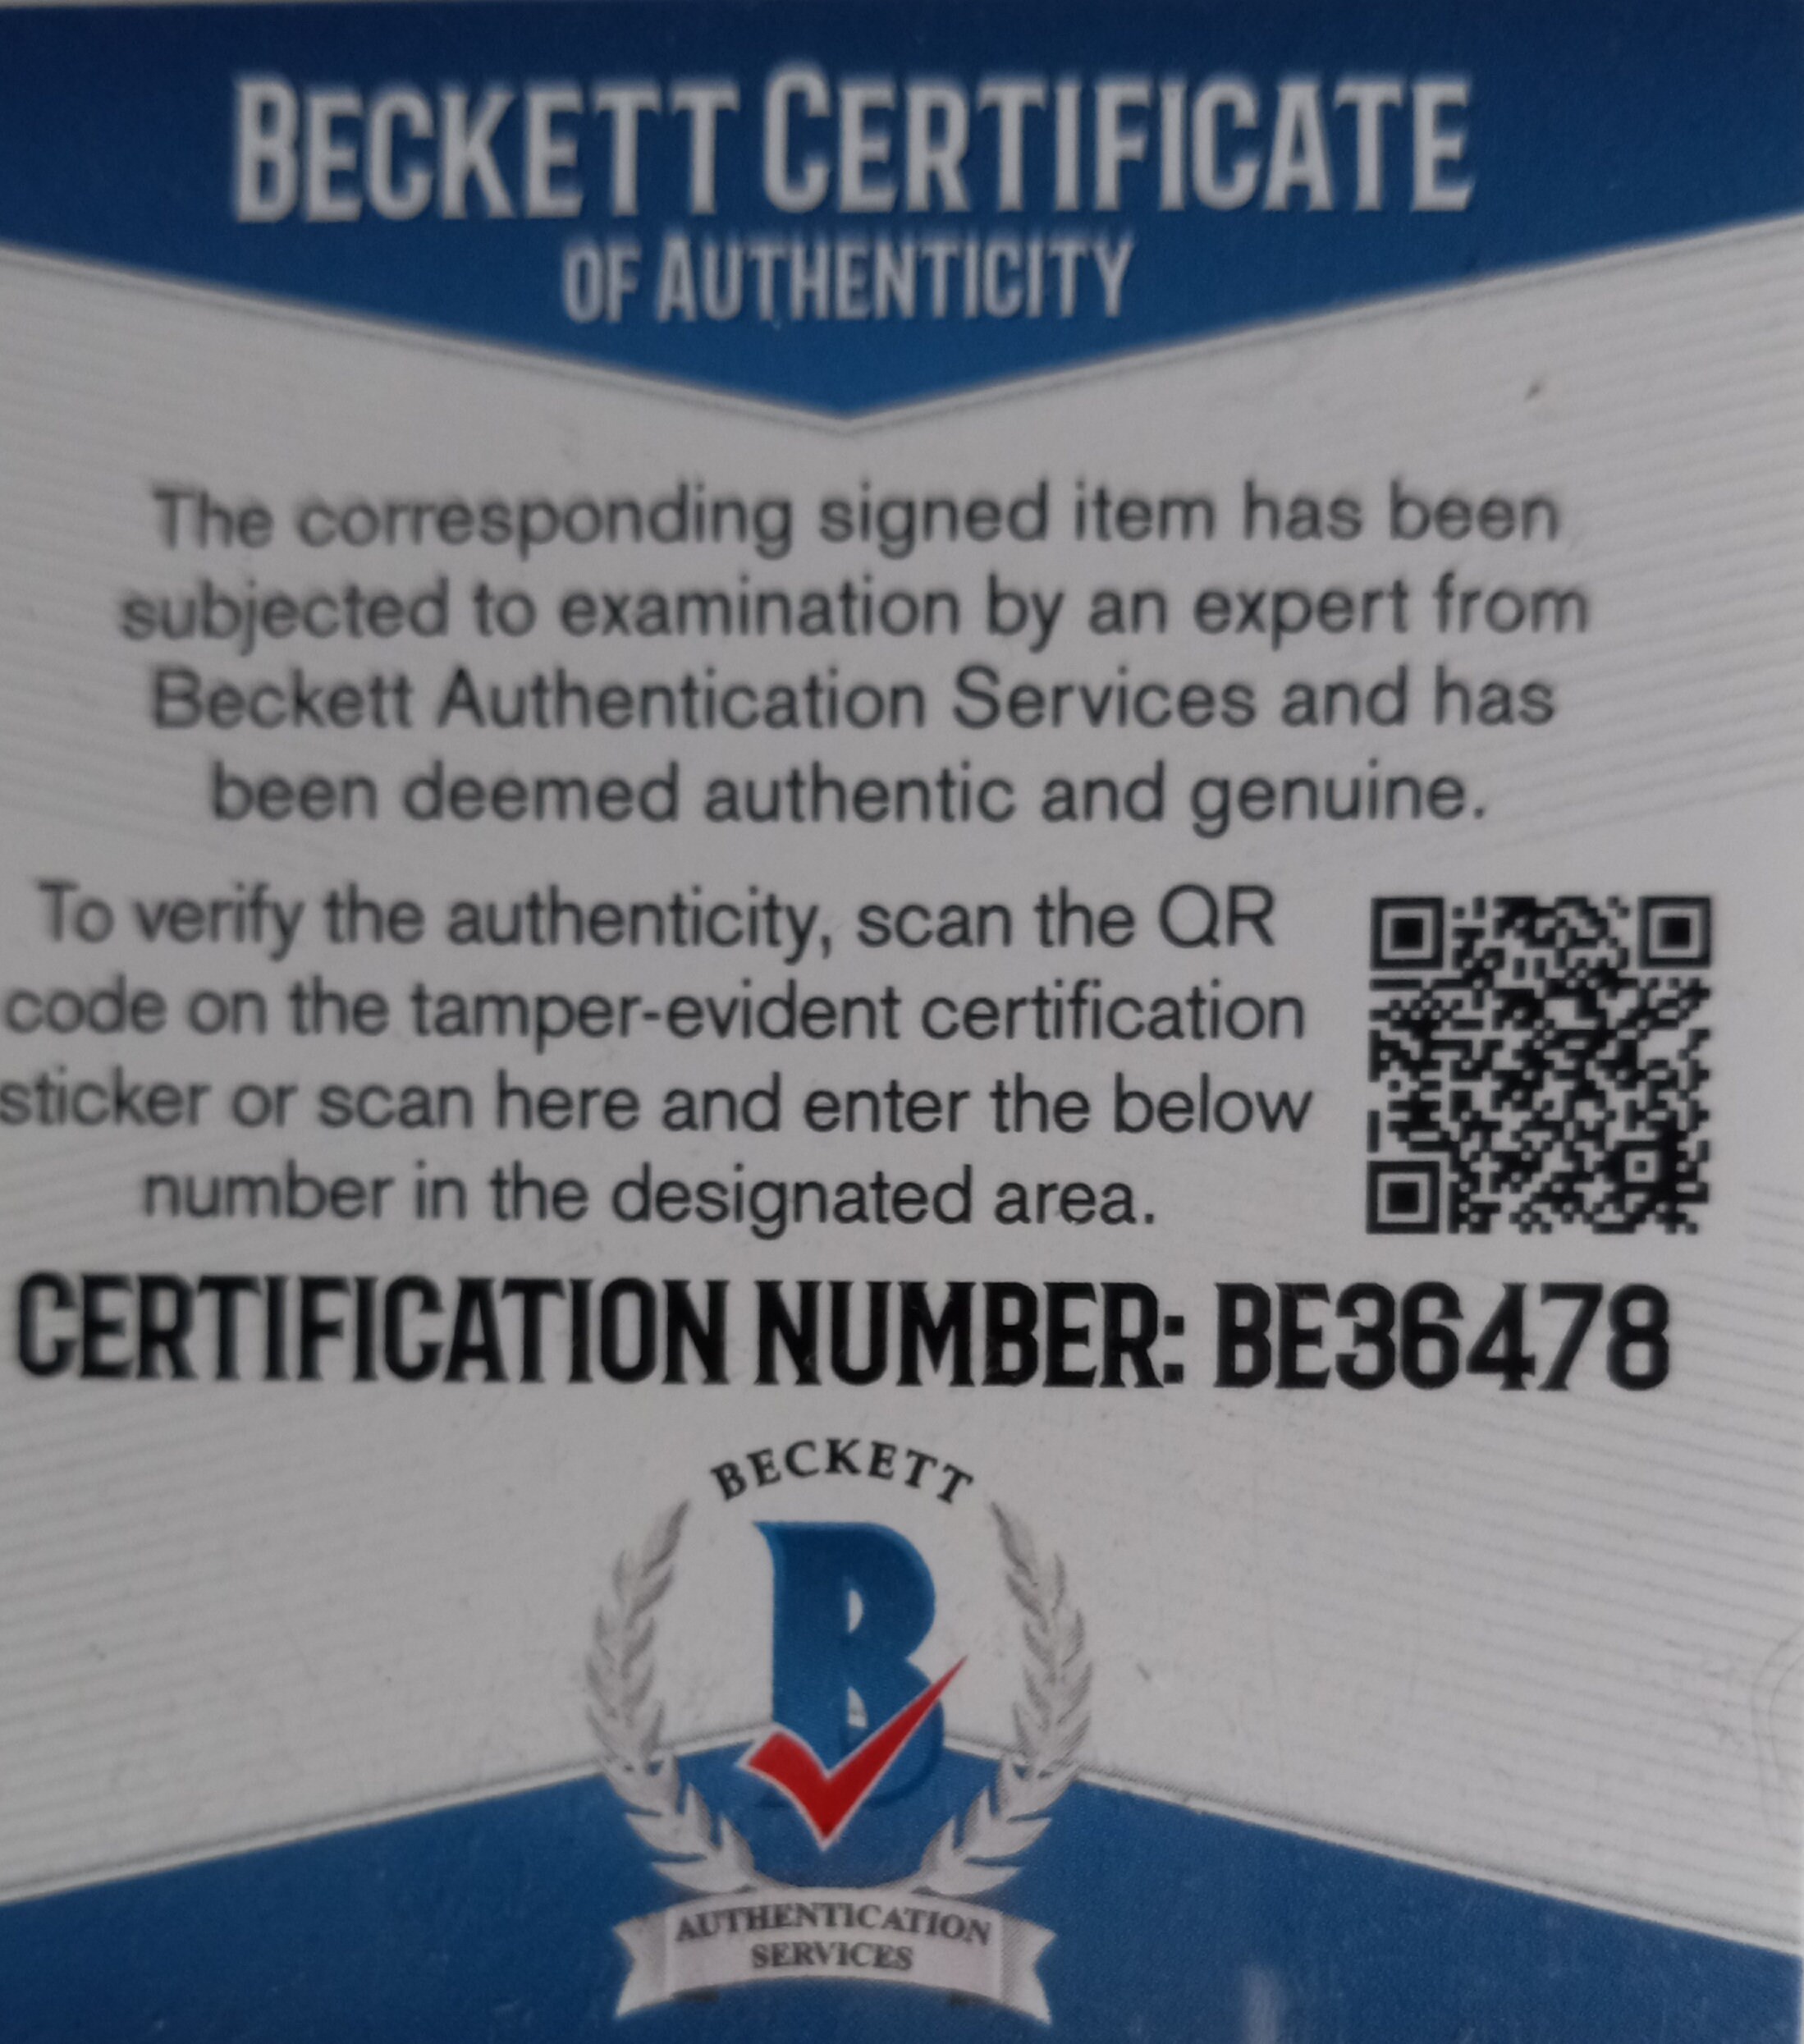 BECKETT CERTIFICATE
OF AUTHENTICITY
The corresponding signed item has been
subjected to examination by an expert from
Beckett Authentication Services and has
been deemed authentic and genuine.
To verify the authenticity, scan the QR
code on the tamper-evident certification
sticker or scan here and enter the below
number in the designated area.
CERTIFICATION NUMBER: BE36478
BECKETT
B
AUTHENTICATION
SERVICES